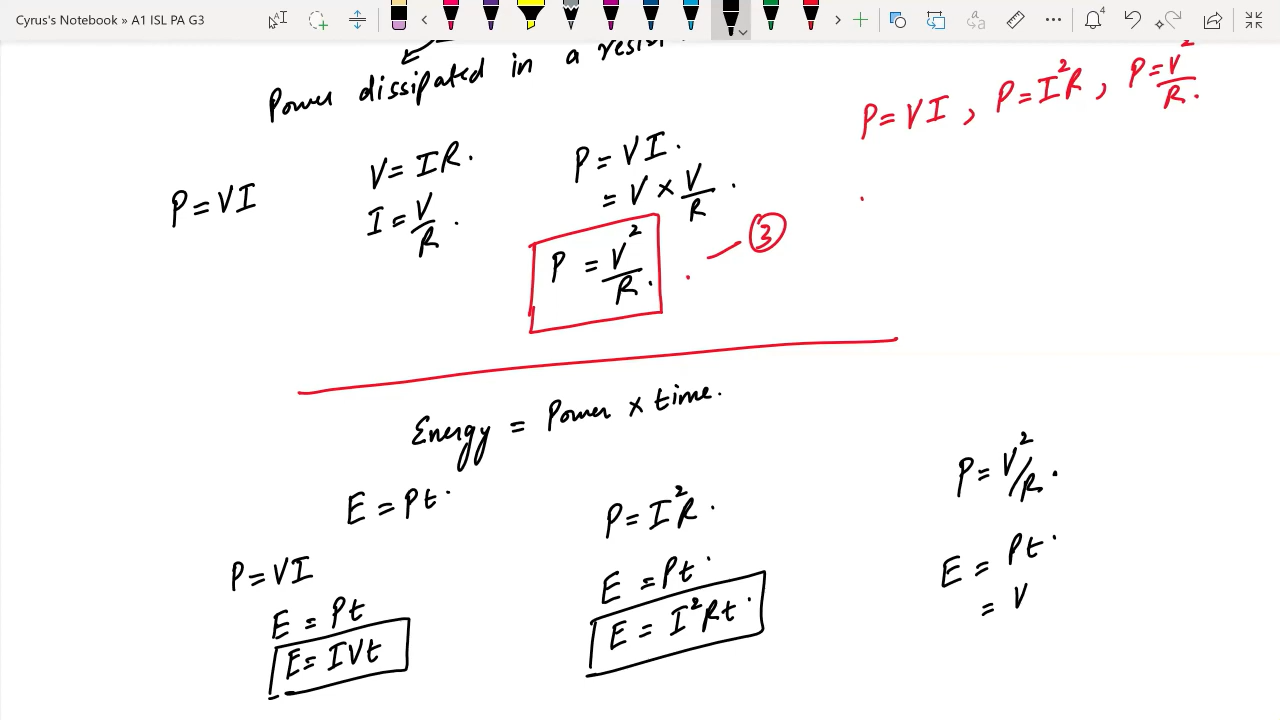 Cyrus's Notebook » A1 ISL PA G3
4
Power dissipated in a
P = VI , P = I²R , P = V²/R.
P = VI
V = IR.
I = V/R.
P = VI.
= V × V/R.
P = V²/R.
3
Energy = Power × time.
E = Pt.
P = VI
E = Pt
E = IVt
P = I²R.
E = Pt.
E = I²Rt.
P = V²/R.
E = Pt.
= V